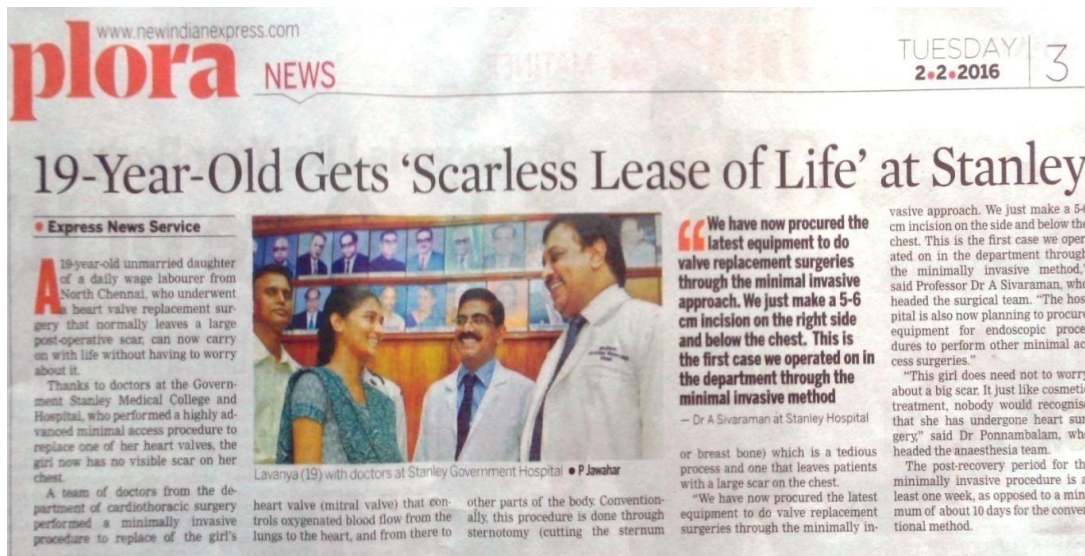 www.newindianexpress.com
plora
NEWS
TUESDAY
2•2•2016
3
19-Year-Old Gets ‘Scarless Lease of Life’ at Stanley
• Express News Service
A 19-year-old unmarried daughter
of a daily wage labourer from
North Chennai, who underwent
a heart valve replacement sur-
gery that normally leaves a large
post-operative scar, can now carry
on with life without having to worry
about it.
Thanks to doctors at the Govern-
ment Stanley Medical College and
Hospital, who performed a highly ad-
vanced minimal access procedure to
replace one of her heart valves, the
girl now has no visible scar on her
chest.
A team of doctors from the de-
partment of cardiothoracic surgery
performed a minimally invasive
procedure to replace of the girl's
Lavanya (19) with doctors at Stanley Government Hospital • P Jawahar
heart valve (mitral valve) that con-
trols oxygenated blood flow from the
lungs to the heart, and from there to
other parts of the body. Convention-
ally, this procedure is done through
sternotomy (cutting the sternum
“We have now procured the
latest equipment to do
valve replacement surgeries
through the minimal invasive
approach. We just make a 5-6
cm incision on the right side
and below the chest. This is
the first case we operated on in
the department through the
minimal invasive method
— Dr A Sivaraman at Stanley Hospital
or breast bone) which is a tedious
process and one that leaves patients
with a large scar on the chest.
“We have now procured the latest
equipment to do valve replacement
surgeries through the minimally in-
vasive approach. We just make a 5-6
cm incision on the side and below the
chest. This is the first case we oper-
ated on in the department through
the minimally invasive method,”
said Professor Dr A Sivaraman, who
headed the surgical team. “The hos-
pital is also now planning to procure
equipment for endoscopic proce-
dures to perform other minimal ac-
cess surgeries.”
“This girl does need not to worry
about a big scar. It just like cosmetic
treatment, nobody would recognise
that she has undergone heart sur-
gery,” said Dr Ponnambalam, who
headed the anaesthesia team.
The post-recovery period for the
minimally invasive procedure is at
least one week, as opposed to a mini-
mum of about 10 days for the conven-
tional method.